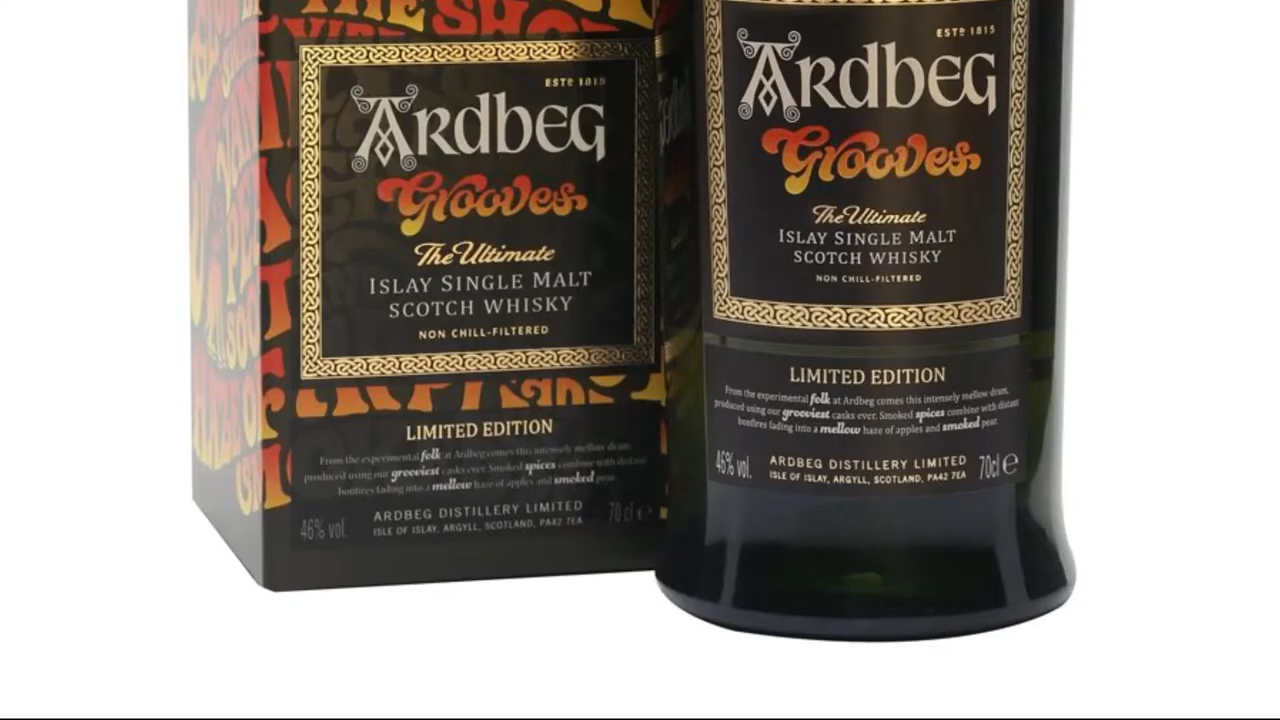 THE SHOP
ESTD 1815
ARDBEG
Grooves
The Ultimate
ISLAY SINGLE MALT
SCOTCH WHISKY
NON CHILL-FILTERED
LIMITED EDITION
From the experimental folk at Ardbeg comes this intensely mellow dram,
produced using our grooviest casks ever. Smoked spices combine with distant
bonfires fading into a mellow haze of apples and smoked pear.
46% vol.
ARDBEG DISTILLERY LIMITED
70 cl e
ISLE OF ISLAY, ARGYLL, SCOTLAND, PA42 7EA
ESTD 1815
ARDBEG
Grooves
The Ultimate
ISLAY SINGLE MALT
SCOTCH WHISKY
NON CHILL-FILTERED
LIMITED EDITION
From the experimental folk at Ardbeg comes this intensely mellow dram,
produced using our grooviest casks ever. Smoked spices combine with distant
bonfires fading into a mellow haze of apples and smoked pear.
46% vol.
ARDBEG DISTILLERY LIMITED
70cl e
ISLE OF ISLAY, ARGYLL, SCOTLAND, PA42 7EA